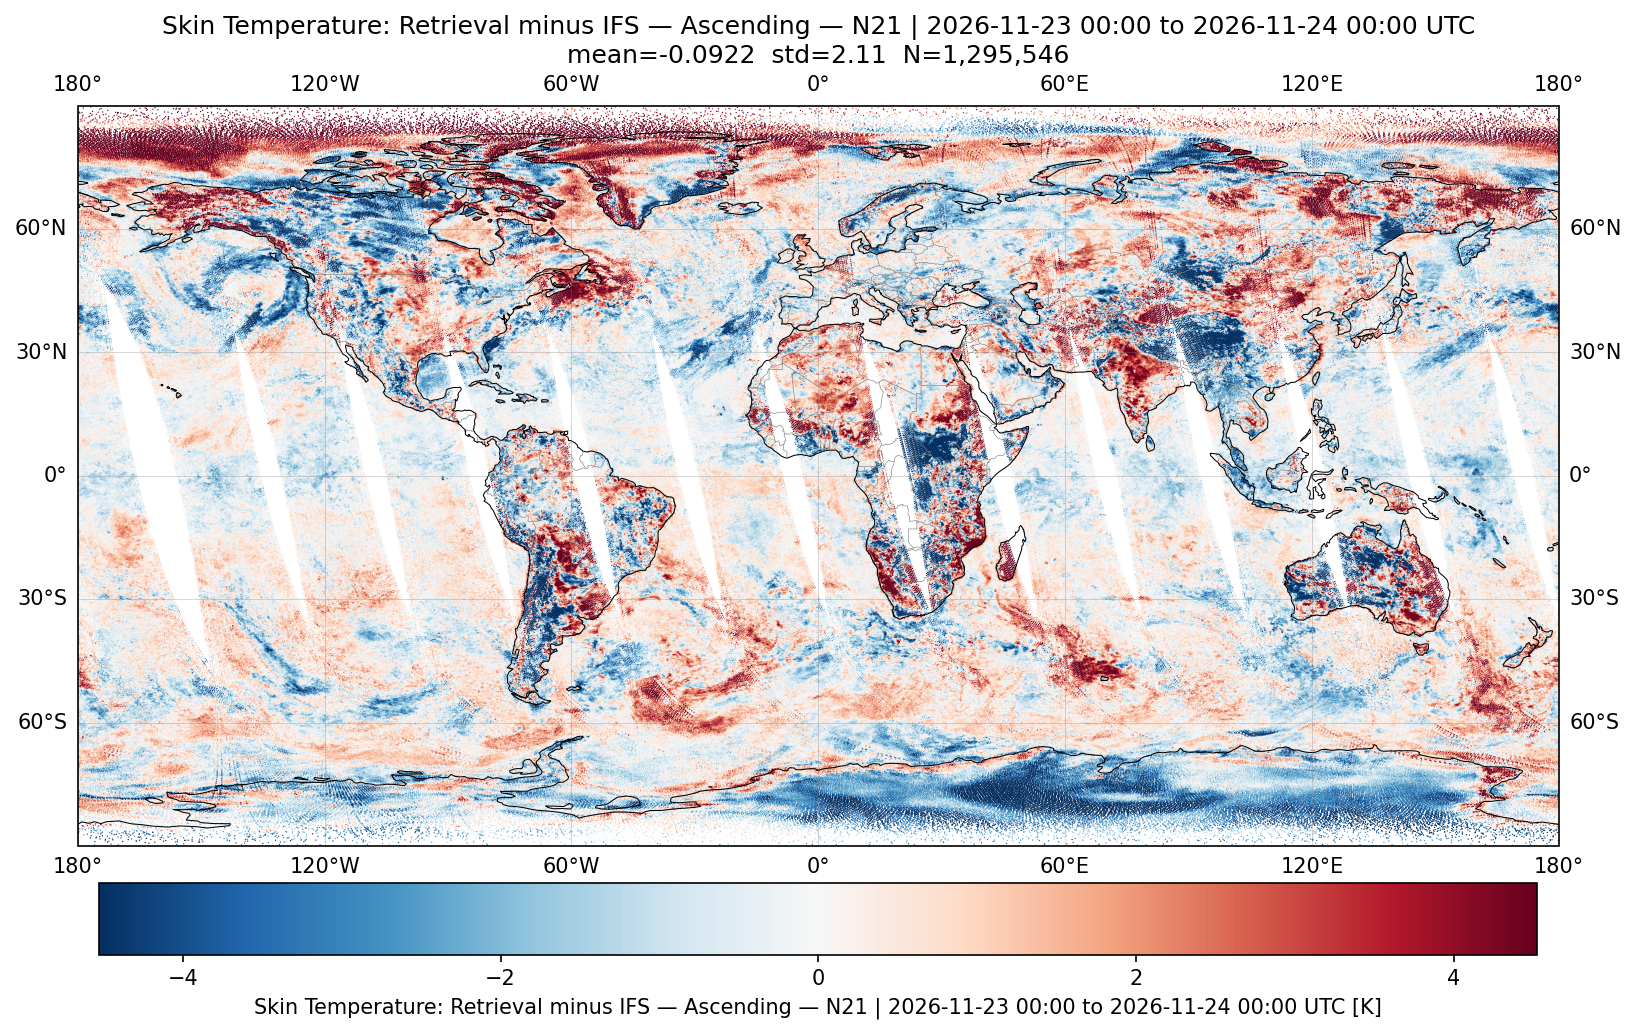 Skin Temperature: Retrieval minus IFS — Ascending — N21 | 2026-11-23 00:00 to 2026-11-24 00:00 UTC
mean=-0.0922 std=2.11 N=1,295,546
180° 120°W 60°W 0° 60°E 120°E 180°
60°N 60°N
30°N 30°N
0° 0°
30°S 30°S
60°S 60°S
180° 120°W 60°W 0° 60°E 120°E 180°
−4 −2 0 2 4
Skin Temperature: Retrieval minus IFS — Ascending — N21 | 2026-11-23 00:00 to 2026-11-24 00:00 UTC [K]